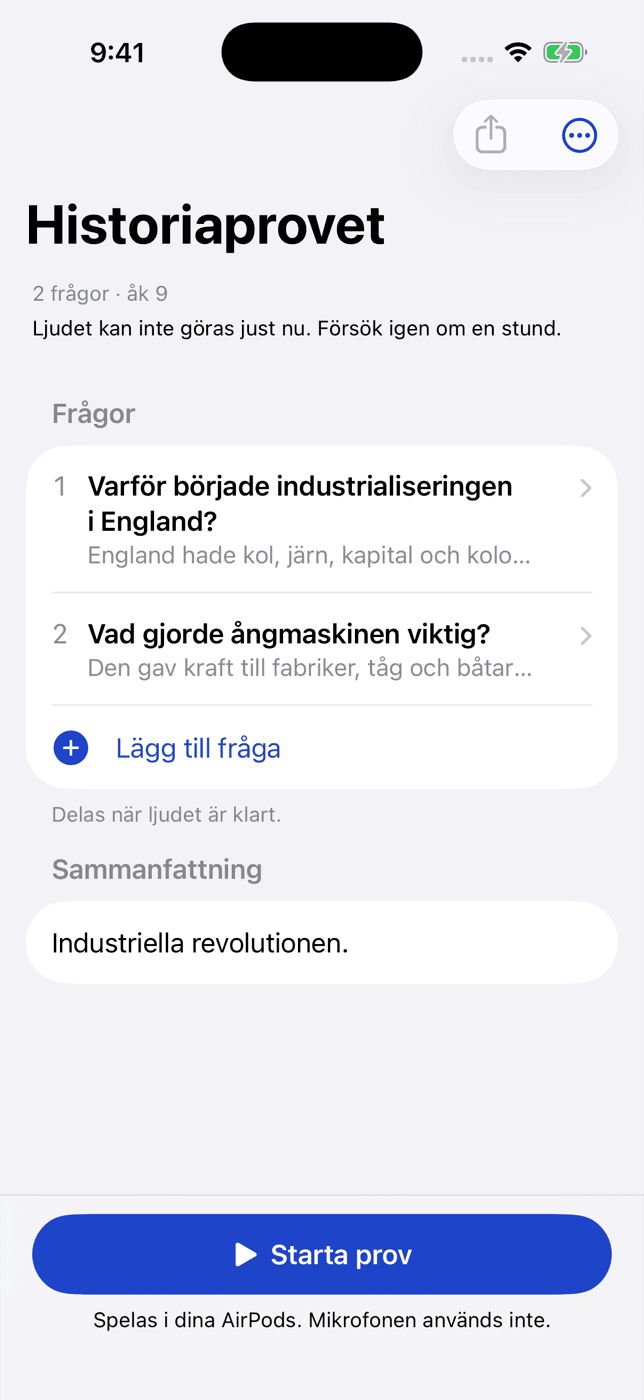 9:41
Historiaprovet
2 frågor · åk 9
Ljudet kan inte göras just nu. Försök igen om en stund.
Frågor
1 Varför började industrialiseringen
i England?
England hade kol, järn, kapital och kolo...
2 Vad gjorde ångmaskinen viktig?
Den gav kraft till fabriker, tåg och båtar...
Lägg till fråga
Delas när ljudet är klart.
Sammanfattning
Industriella revolutionen.
Starta prov
Spelas i dina AirPods. Mikrofonen används inte.